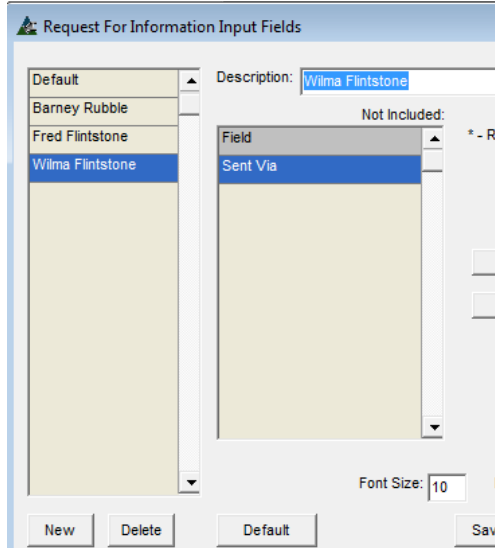 Request For Information Input Fields
Default
Barney Rubble
Fred Flintstone
Wilma Flintstone
Description: Wilma Flintstone
Not Included:
Field
Sent Via
* - R
Font Size: 10
New
Delete
Default
Sav